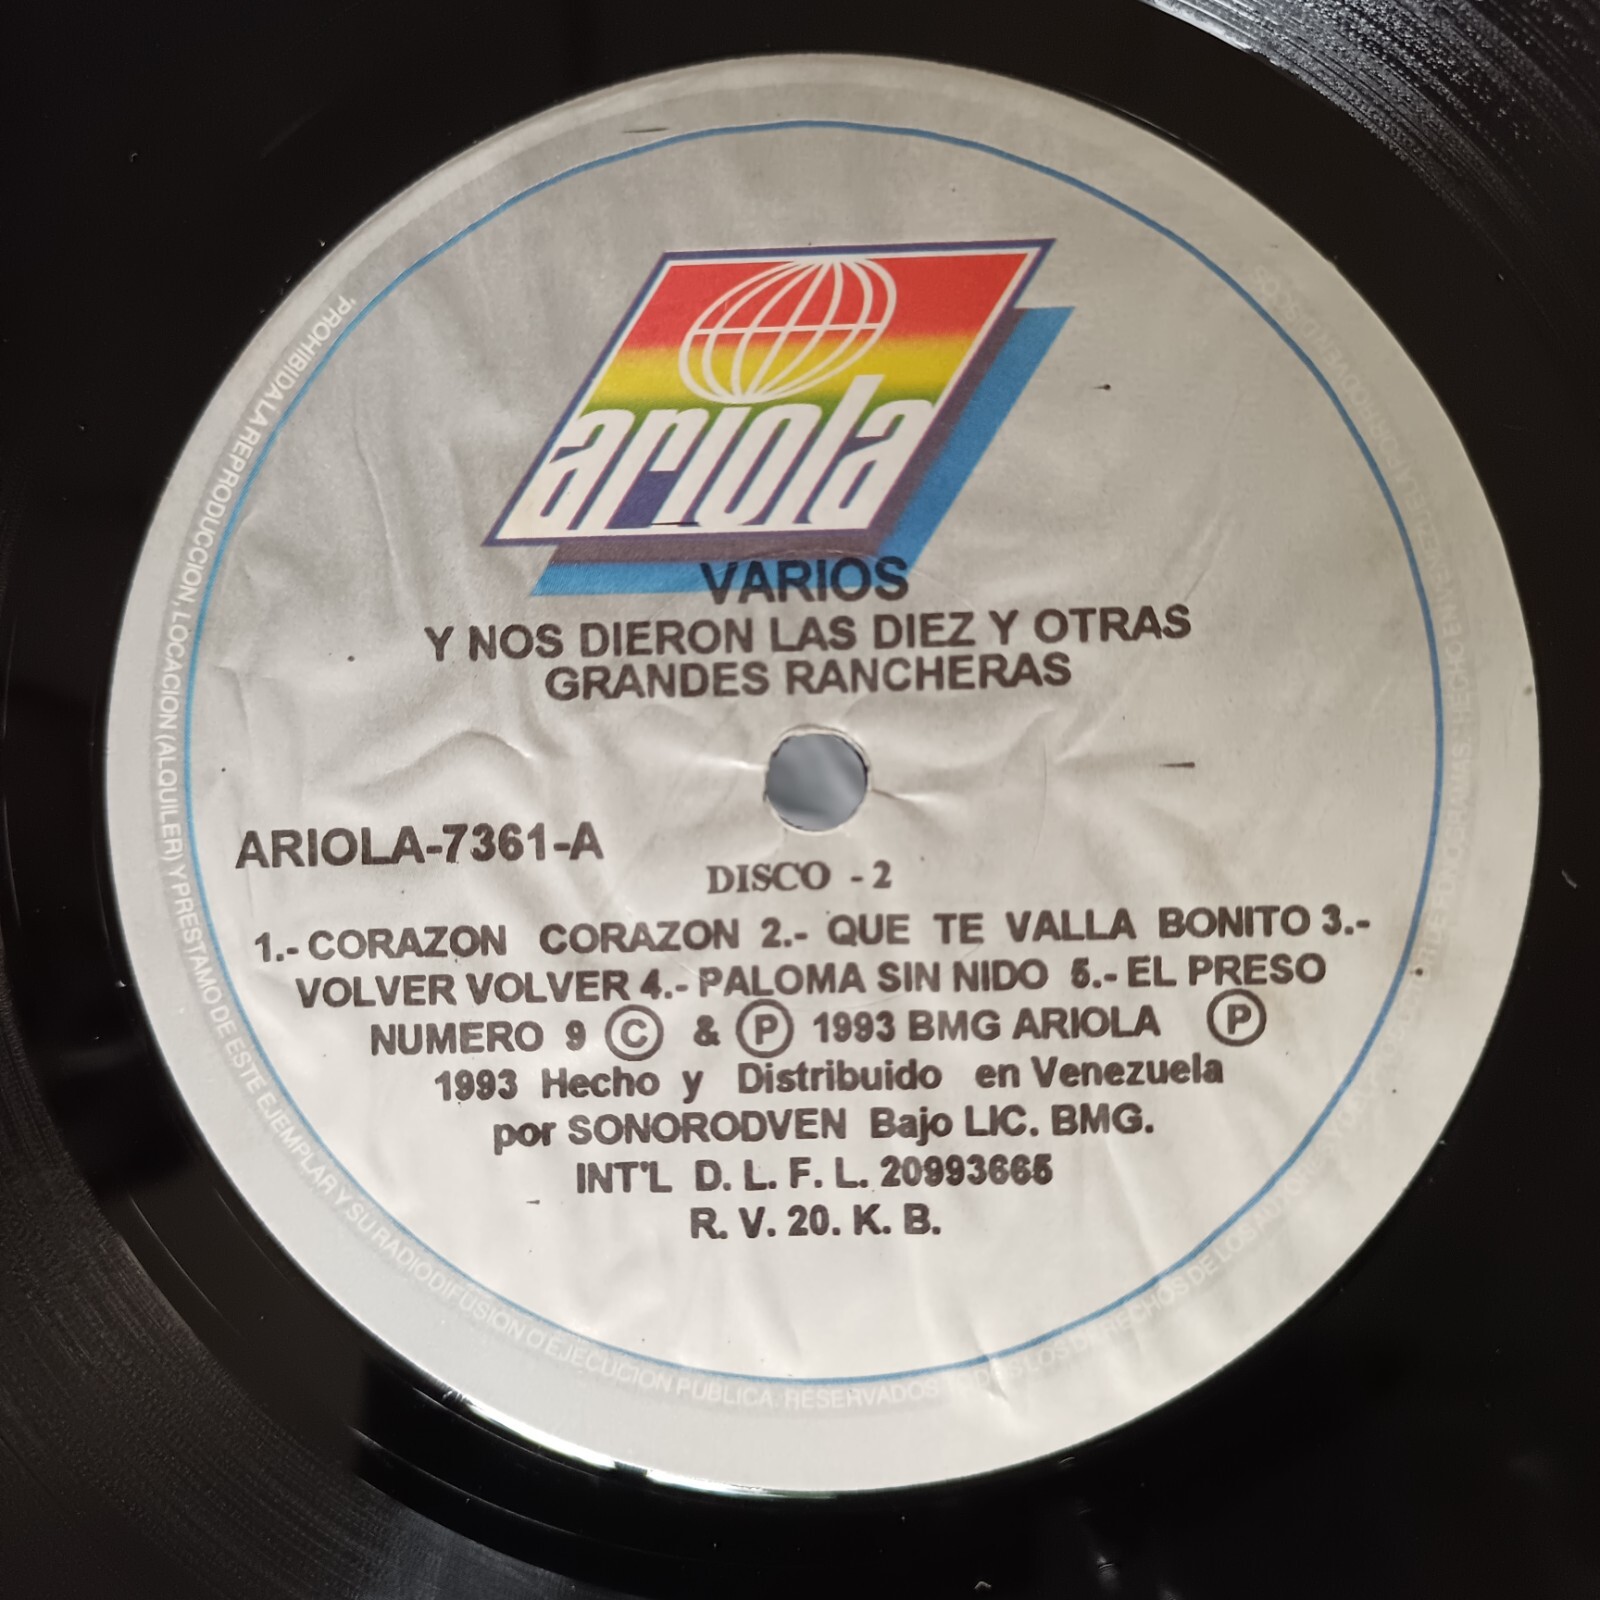 ariola
VARIOS
Y NOS DIERON LAS DIEZ Y OTRAS
GRANDES RANCHERAS
ARIOLA-7361-A
DISCO - 2
1.- CORAZON CORAZON 2.- QUE TE VALLA BONITO 3.-
VOLVER VOLVER 4.- PALOMA SIN NIDO 5.- EL PRESO
NUMERO 9 © & Ⓟ 1993 BMG ARIOLA Ⓟ
1993 Hecho y Distribuido en Venezuela
por SONORODVEN Bajo LIC. BMG.
INT'L D. L. F. L. 20993665
R. V. 20. K. B.
"PROHIBIDA LA REPRODUCCION, LOCACION (ALQUILER) Y PRESTAMO DE ESTE EJEMPLAR Y SU RADIODIFUSION O EJECUCION PUBLICA. RESERVADOS TODOS LOS DERECHOS DE LOS